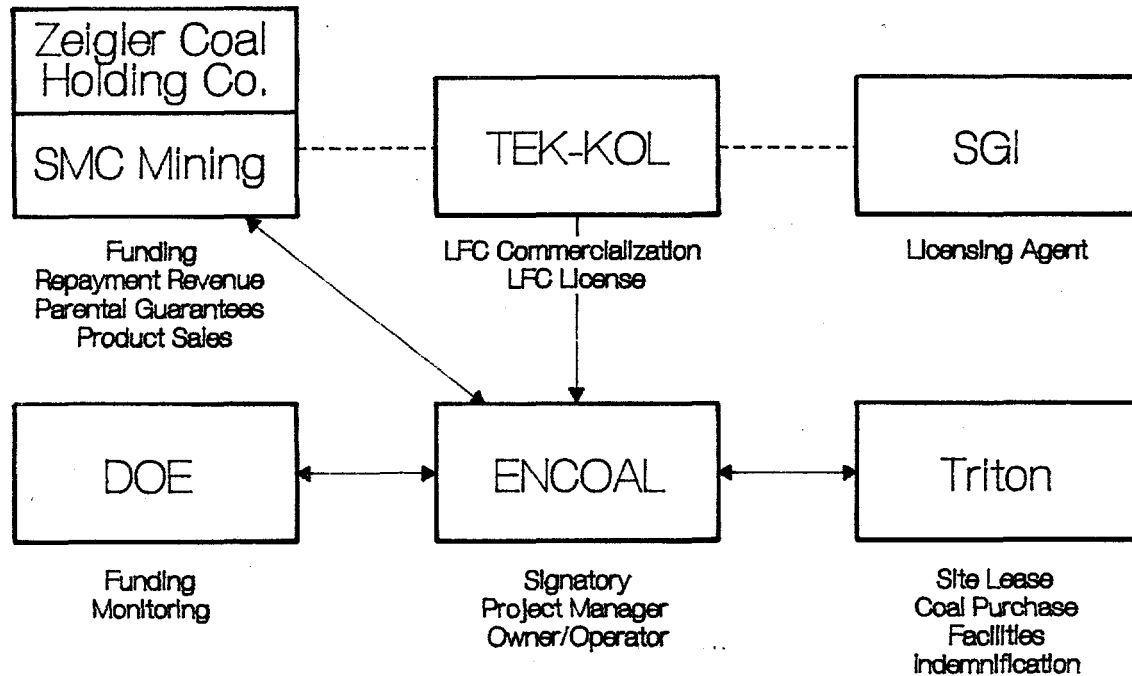 Zeigler Coal
Holding Co.
SMC Mining
TEK-KOL
SGI
Funding
Repayment Revenue
Parental Guarantees
Product Sales
LFC Commercialization
LFC License
Licensing Agent
DOE
ENCOAL
Triton
Funding
Monitoring
Signatory
Project Manager
Owner/Operator
Site Lease
Coal Purchase
Facilities
Indemnification